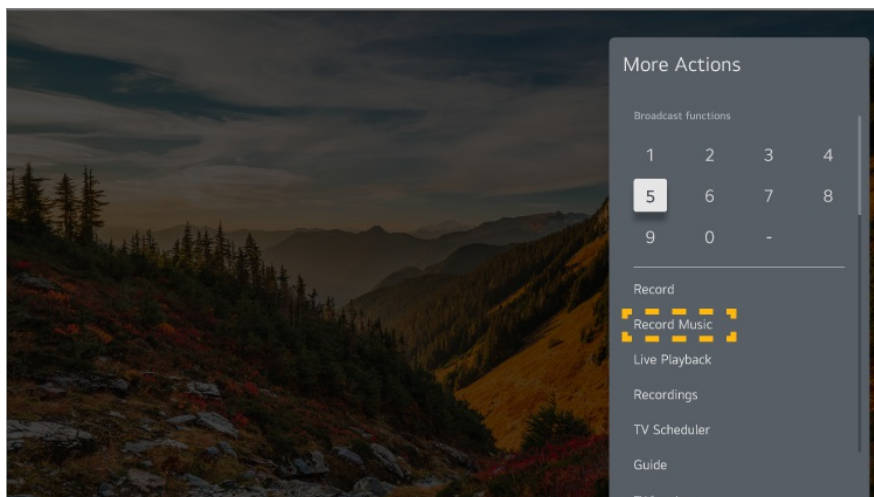 More Actions
Broadcast functions
1 2 3 4
5 6 7 8
9 0 -
Record
Record Music
Live Playback
Recordings
TV Scheduler
Guide